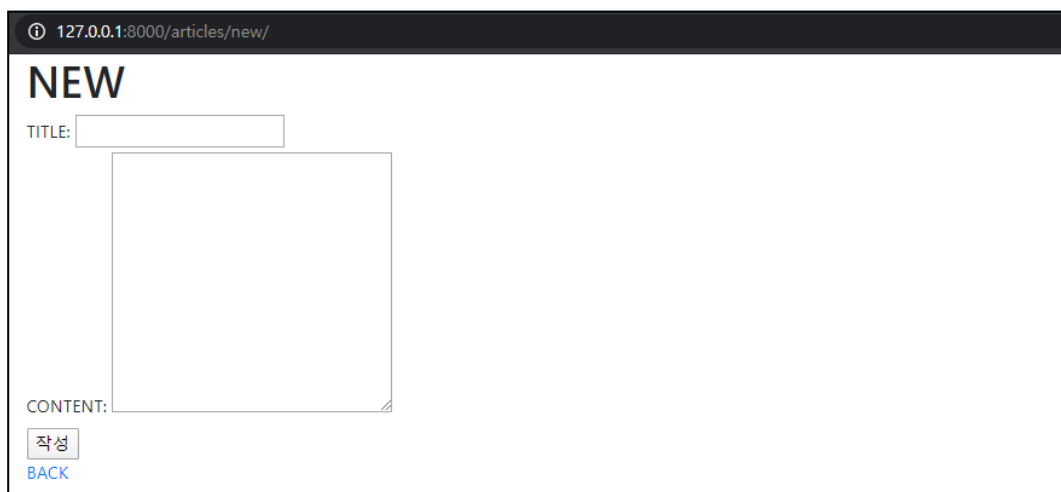 127.0.0.1:8000/articles/new/
NEW
TITLE:
CONTENT:
작성
BACK